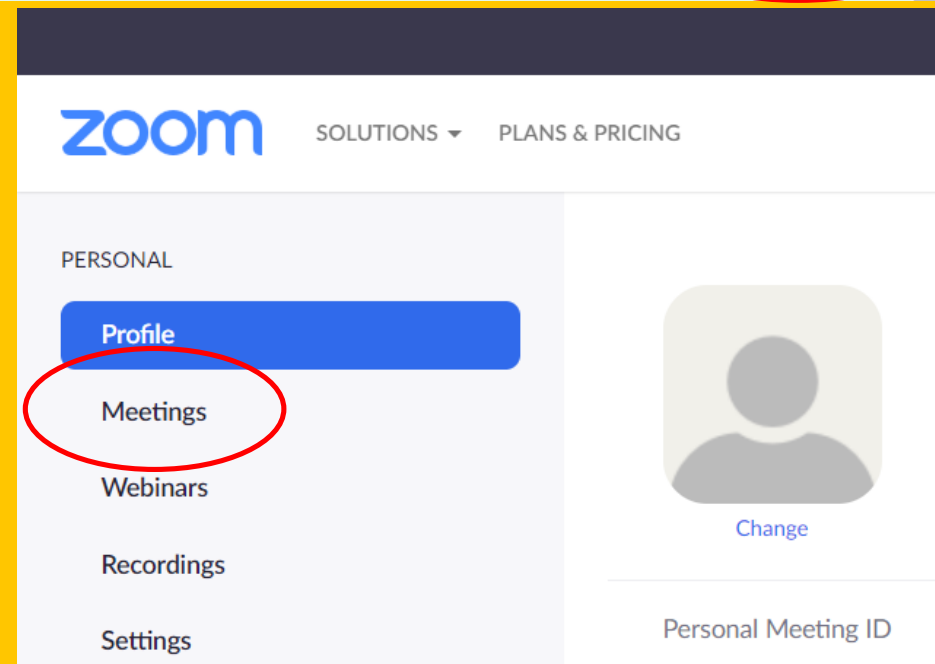 zoom SOLUTIONS PLANS & PRICING
PERSONAL
Profile
Meetings
Webinars
Recordings
Settings
Change
Personal Meeting ID